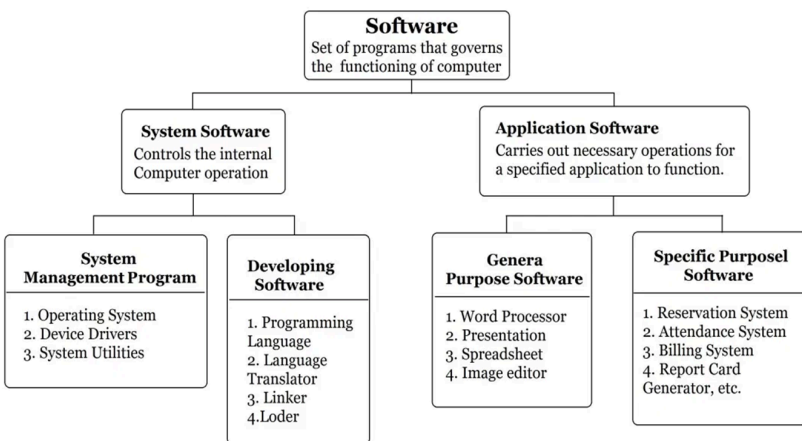 Software
Set of programs that governs
the functioning of computer
System Software
Controls the internal
Computer operation
Application Software
Carries out necessary operations for
a specified application to function.
System
Management Program
1. Operating System
2. Device Drivers
3. System Utilities
Developing
Software
1. Programming
Language
2. Language
Translator
3. Linker
4.Loder
Genera
Purpose Software
1. Word Processor
2. Presentation
3. Spreadsheet
4. Image editor
Specific Purposel
Software
1. Reservation System
2. Attendance System
3. Billing System
4. Report Card
Generator, etc.